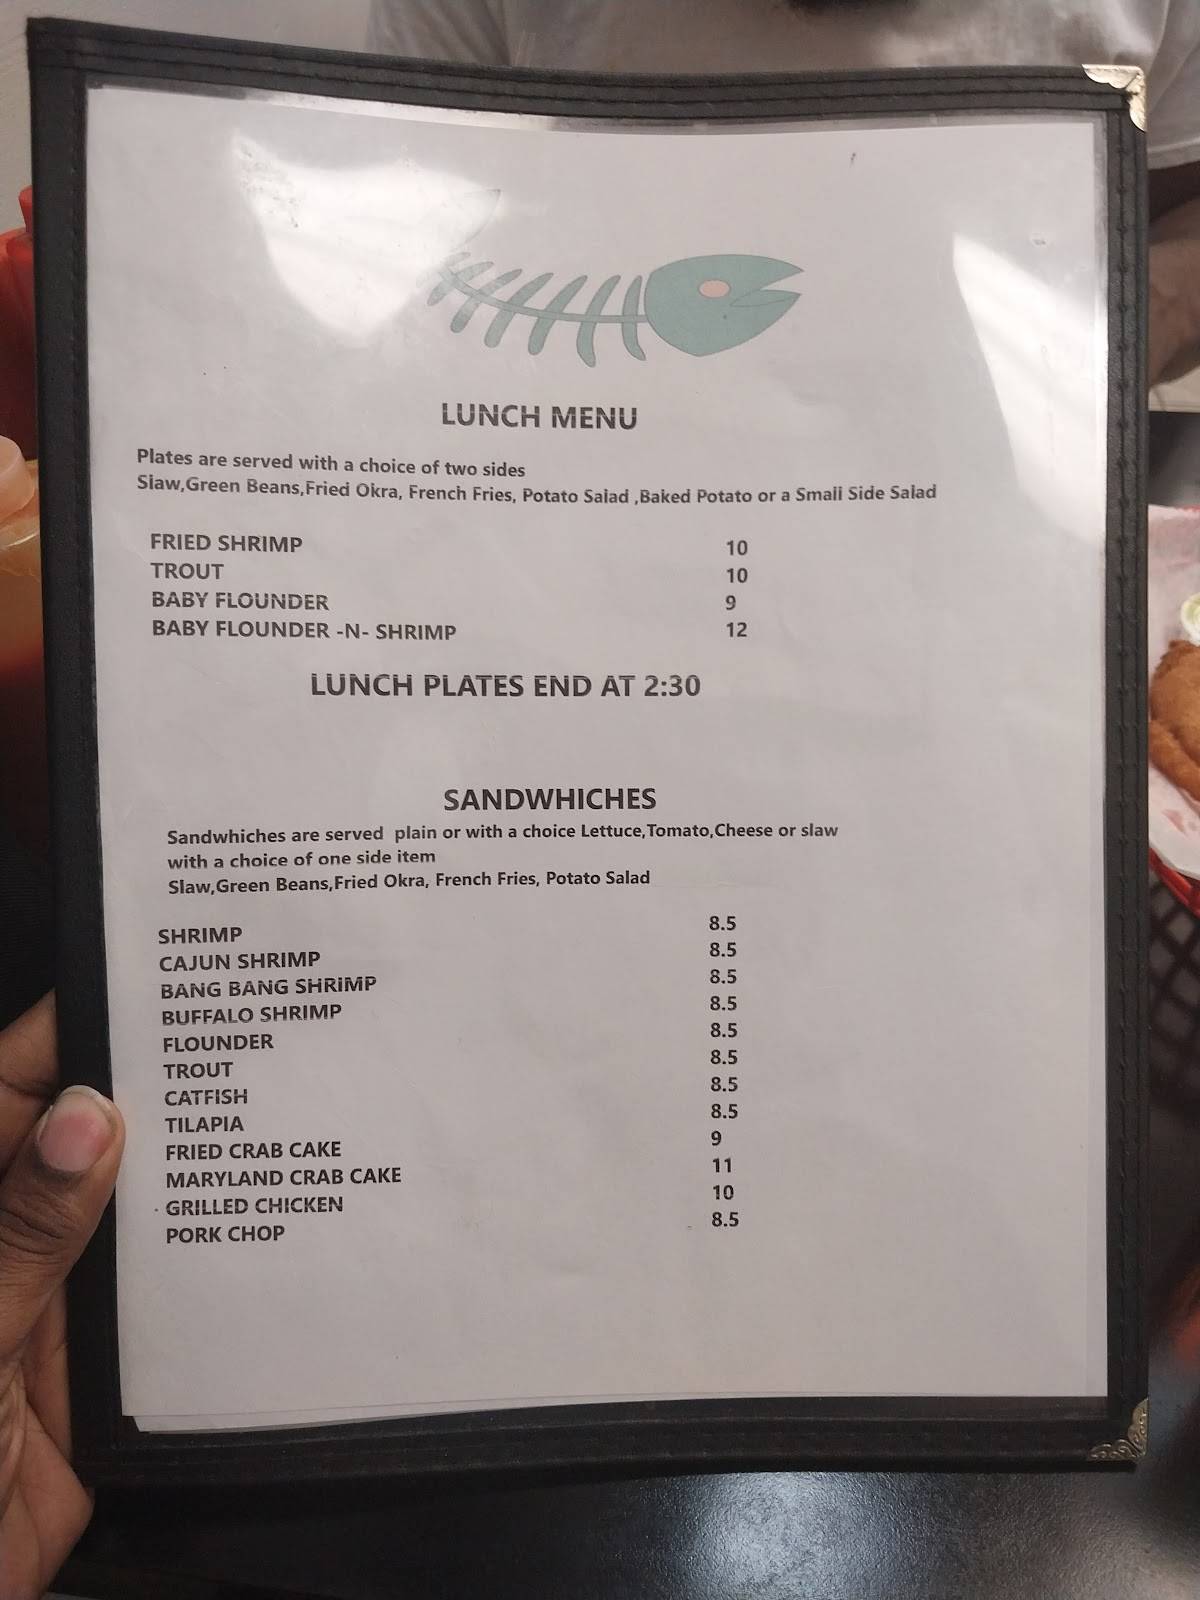 LUNCH MENU
Plates are served with a choice of two sides
Slaw,Green Beans,Fried Okra, French Fries, Potato Salad ,Baked Potato or a Small Side Salad
FRIED SHRIMP 10
TROUT 10
BABY FLOUNDER 9
BABY FLOUNDER -N- SHRIMP 12
LUNCH PLATES END AT 2:30
SANDWHICHES
Sandwhiches are served plain or with a choice Lettuce,Tomato,Cheese or slaw
with a choice of one side item
Slaw,Green Beans,Fried Okra, French Fries, Potato Salad
SHRIMP 8.5
CAJUN SHRIMP 8.5
BANG BANG SHRIMP 8.5
BUFFALO SHRIMP 8.5
FLOUNDER 8.5
TROUT 8.5
CATFISH 8.5
TILAPIA 8.5
FRIED CRAB CAKE 9
MARYLAND CRAB CAKE 11
GRILLED CHICKEN 10
PORK CHOP 8.5